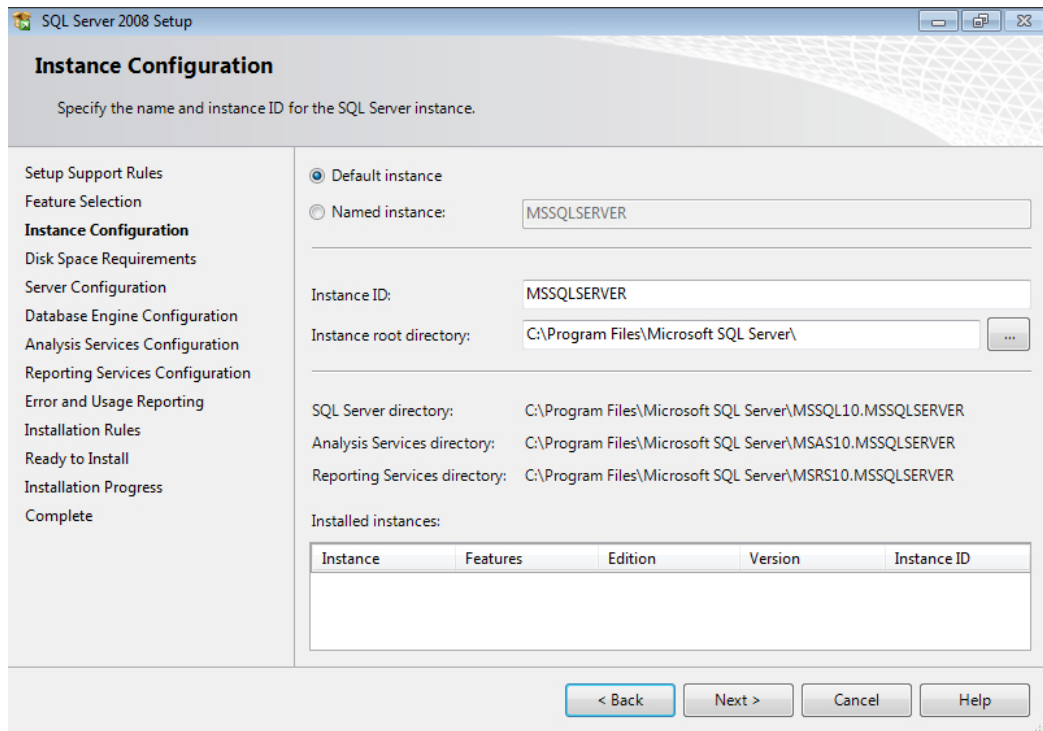 SQL Server 2008 Setup
Instance Configuration
Specify the name and instance ID for the SQL Server instance.
Setup Support Rules
Feature Selection
Instance Configuration
Disk Space Requirements
Server Configuration
Database Engine Configuration
Analysis Services Configuration
Reporting Services Configuration
Error and Usage Reporting
Installation Rules
Ready to Install
Installation Progress
Complete
Default instance
Named instance: MSSQLSERVER
Instance ID: MSSQLSERVER
Instance root directory: C:\Program Files\Microsoft SQL Server\ ...
SQL Server directory: C:\Program Files\Microsoft SQL Server\MSSQL10.MSSQLSERVER
Analysis Services directory: C:\Program Files\Microsoft SQL Server\MSAS10.MSSQLSERVER
Reporting Services directory: C:\Program Files\Microsoft SQL Server\MSRS10.MSSQLSERVER
Installed instances:
Instance Features Edition Version Instance ID
< Back Next > Cancel Help